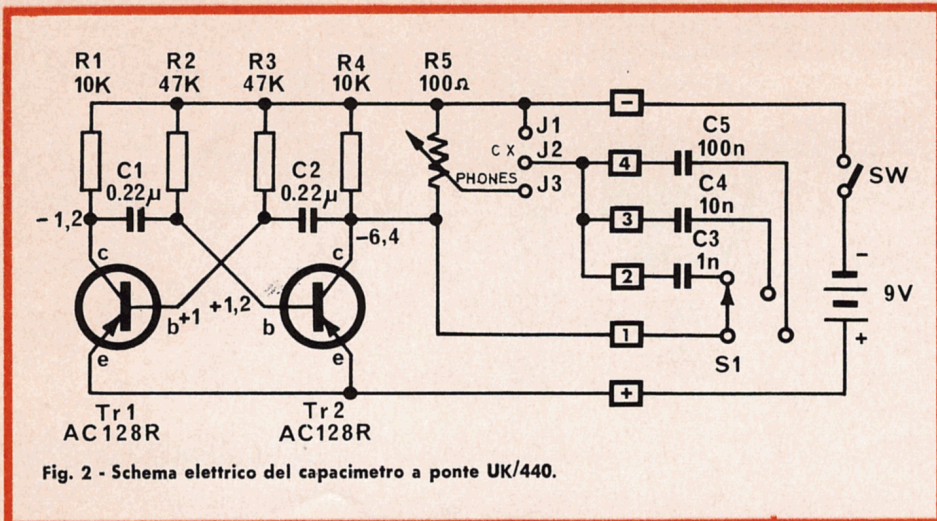 R1 R2 R3 R4 R5
10K 47K 47K 10K 100Ω
C1 C2
0.22µ 0.22µ
J1
C X J2
PHONES J3
-
4
3
2
1
+
C5
100n
C4
10n
C3
1n
SW
-
9V
+
S1
-1,2
-6,4
c c
b +1 +1,2 b
e e
Tr1 Tr2
AC128R AC128R
Fig. 2 - Schema elettrico del capacimetro a ponte UK/440.